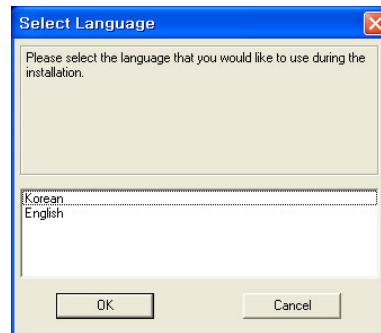 Select Language
Please select the language that you would like to use during the
installation.
Korean
English
OK
Cancel